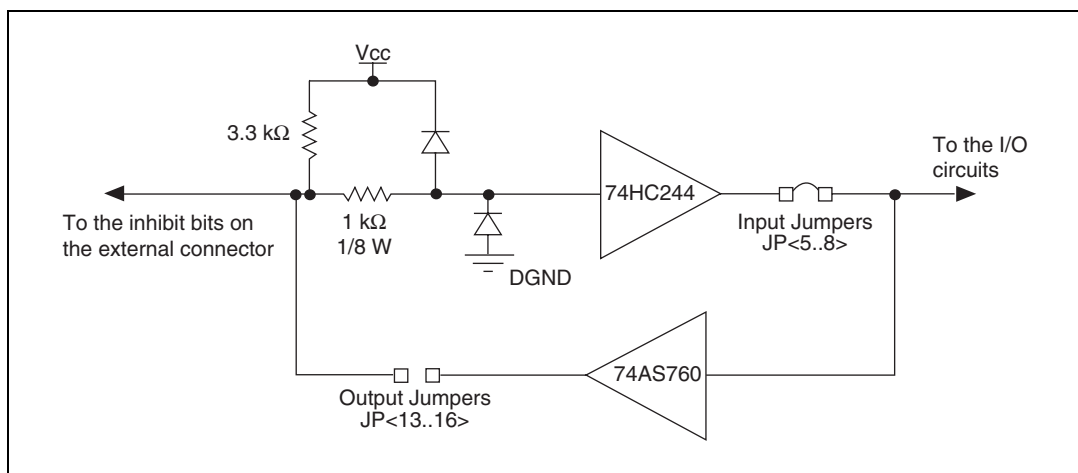 Vcc
3.3 kΩ
74HC244
To the I/O
circuits
To the inhibit bits on
the external connector
1 kΩ
1/8 W
DGND
Input Jumpers
JP<5..8>
74AS760
Output Jumpers
JP<13..16>